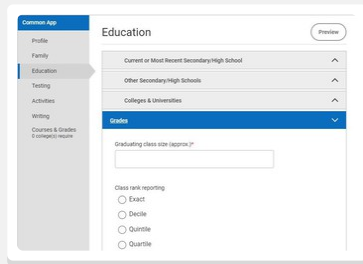 Common App
Profile
Family
Education
Testing
Activities
Writing
Courses & Grades
0 college(s) require
Education
Preview
Current or Most Recent Secondary/High School
Other Secondary/High Schools
Colleges & Universities
Grades
Graduating class size (approx.)*
Class rank reporting
Exact
Decile
Quintile
Quartile